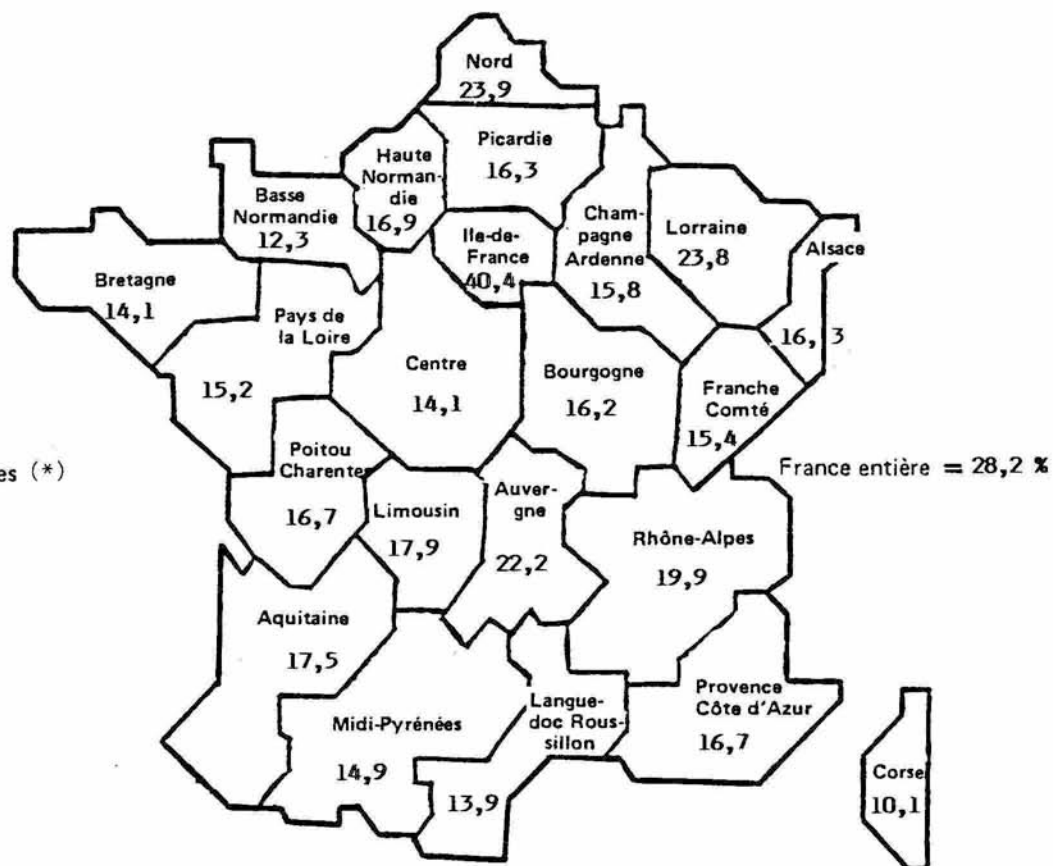 Nord
23,9
Picardie
16,3
Haute
Norman-
die
16,9
Basse
Normandie
12,3
Ile-de-
France
40,4
Cham-
pagne
Ardenne
15,8
Lorraine
23,8
Alsace
16, 3
Bretagne
14,1
Pays de
la Loire
15,2
Centre
14,1
Bourgogne
16,2
Franche
Comté
15,4
es (*)
France entière = 28,2 %
Poitou
Charentes
16,7
Limousin
17,9
Auver-
gne
22,2
Rhône-Alpes
19,9
Aquitaine
17,5
Midi-Pyrénées
14,9
Langue-
doc Rous-
sillon
13,9
Provence
Côte d'Azur
16,7
Corse
10,1